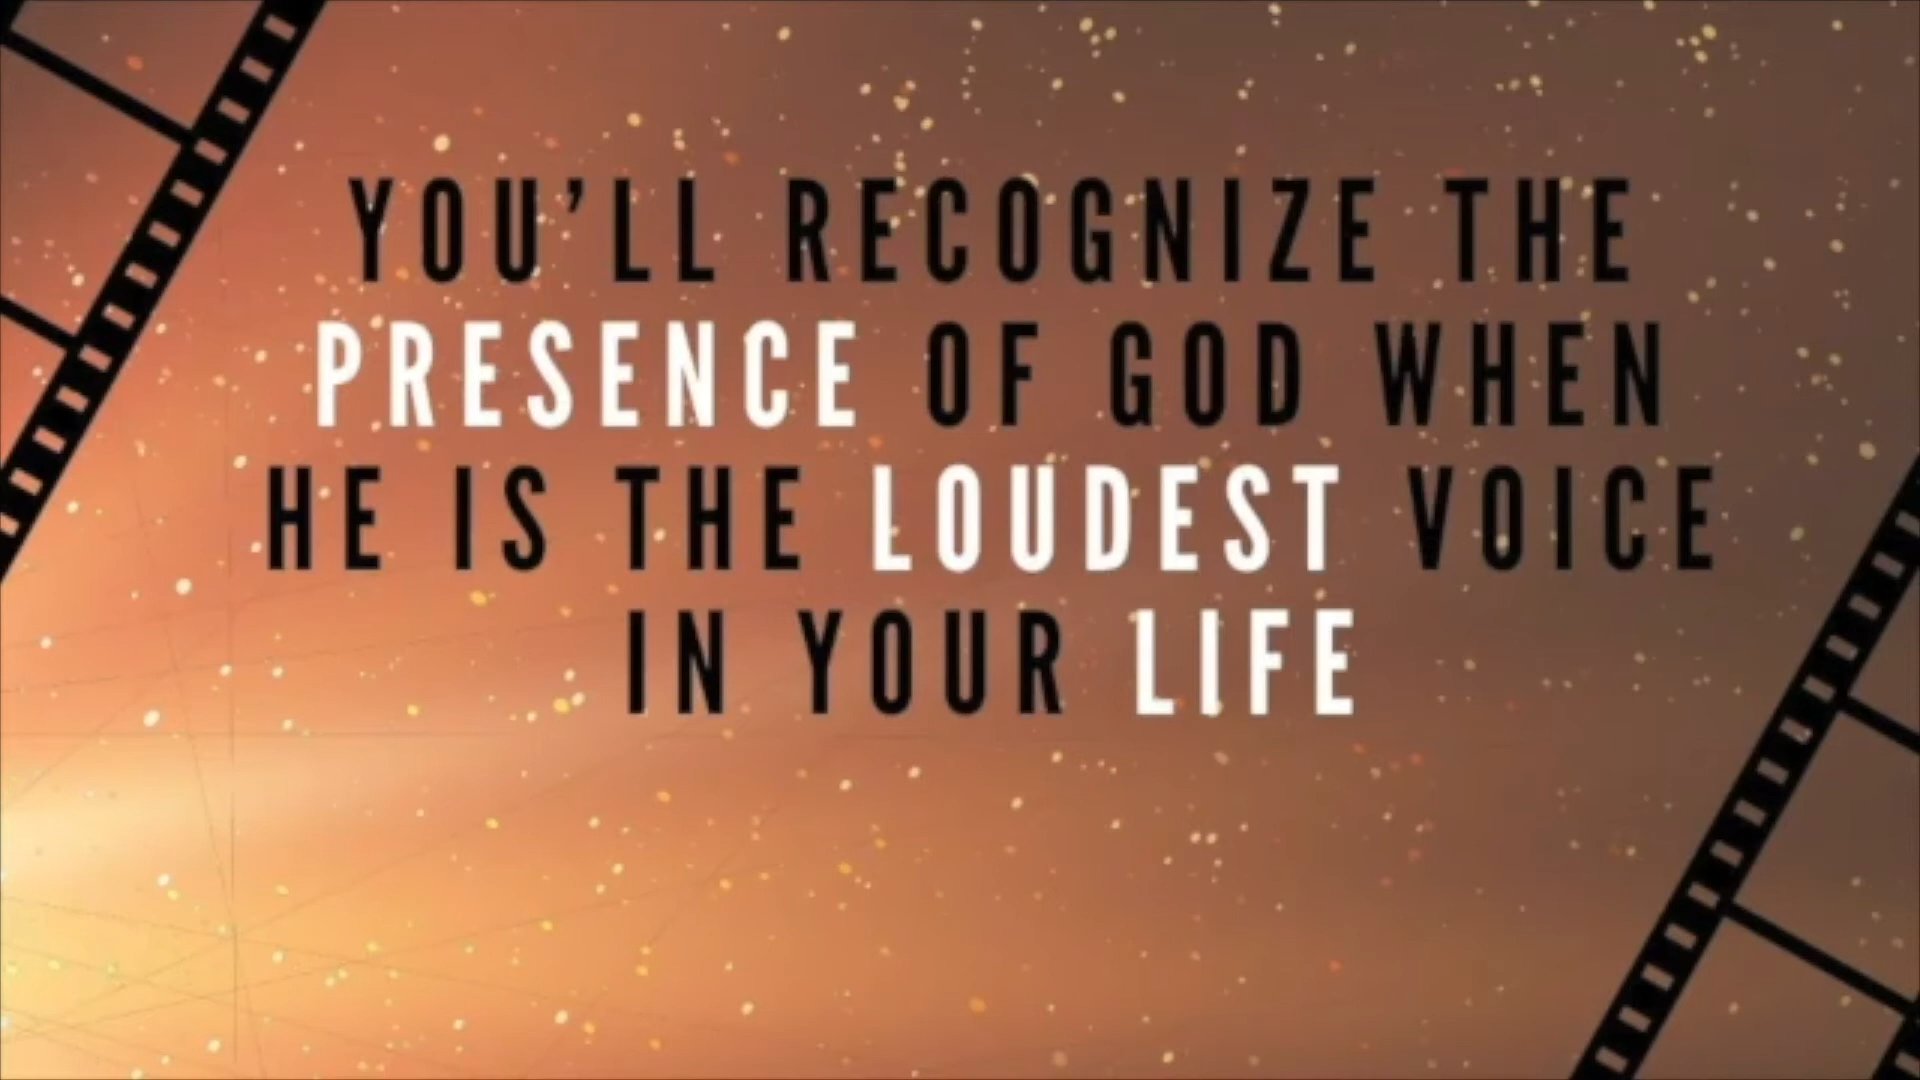 YOU'LL RECOGNIZE THE
PRESENCE OF GOD WHEN
HE IS THE LOUDEST VOICE
IN YOUR LIFE